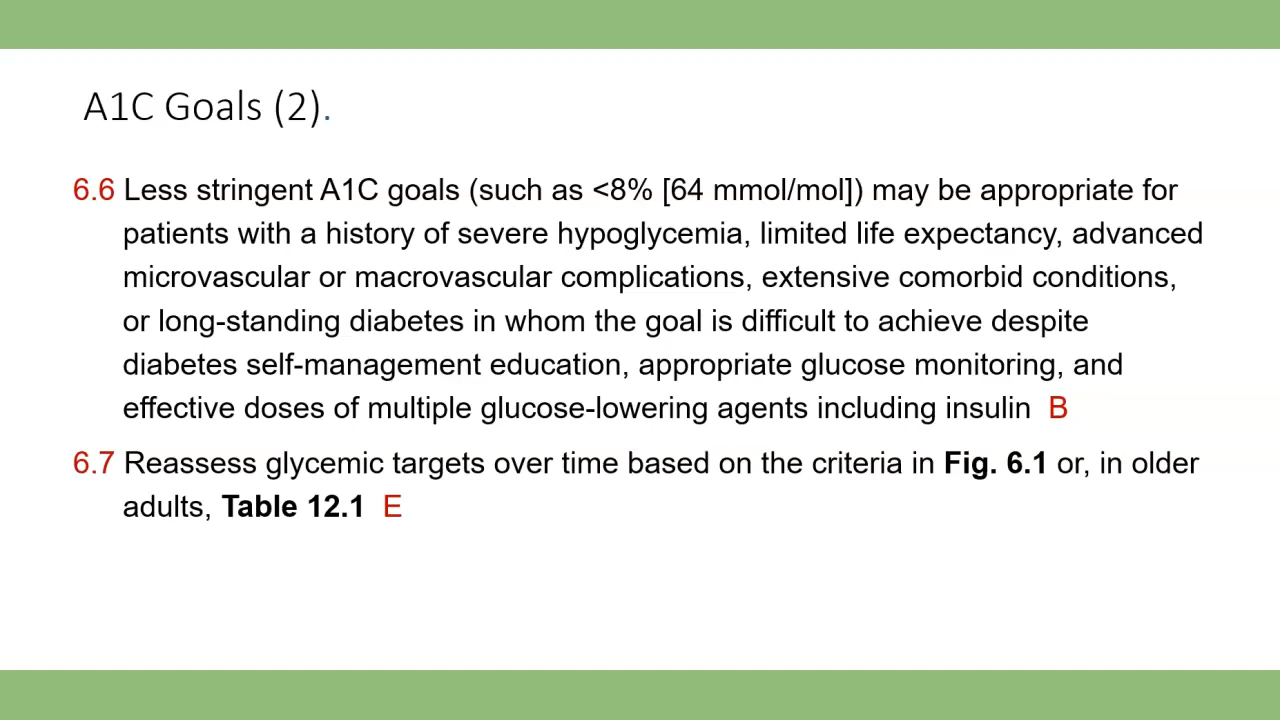 A1C Goals (2).
6.6 Less stringent A1C goals (such as <8% [64 mmol/mol]) may be appropriate for
patients with a history of severe hypoglycemia, limited life expectancy, advanced
microvascular or macrovascular complications, extensive comorbid conditions,
or long-standing diabetes in whom the goal is difficult to achieve despite
diabetes self-management education, appropriate glucose monitoring, and
effective doses of multiple glucose-lowering agents including insulin B
6.7 Reassess glycemic targets over time based on the criteria in Fig. 6.1 or, in older
adults, Table 12.1 E